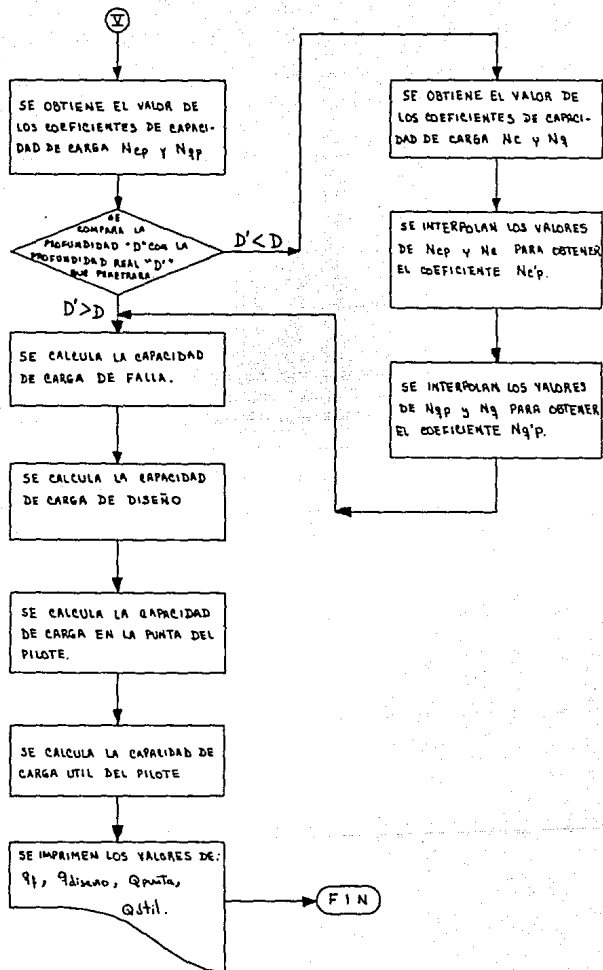 V
SE OBTIENE EL VALOR DE
LOS COEFICIENTES DE CAPACI-
DAD DE CARGA Ncp y Nqp
SE
COMPARA LA
PROFUNDIDAD "D" CON LA
PROFUNDIDAD REAL "D'"
QUE PENETRARA
D'<D
D'>D
SE CALCULA LA CAPACIDAD
DE CARGA DE FALLA.
SE CALCULA LA CAPACIDAD
DE CARGA DE DISEÑO
SE CALCULA LA CAPACIDAD
DE CARGA EN LA PUNTA DEL
PILOTE.
SE CALCULA LA CAPACIDAD DE
CARGA UTIL DEL PILOTE
SE IMPRIMEN LOS VALORES DE:
qf, qdiseno, Qpunta,
Qútil.
FIN
SE OBTIENE EL VALOR DE
LOS COEFICIENTES DE CAPACI-
DAD DE CARGA Nc y Nq
SE INTERPOLAN LOS VALORES
DE Ncp y Nc PARA OBTENER
EL COEFICIENTE Nc'p.
SE INTERPOLAN LOS VALORES
DE Nqp y Nq PARA OBTENER
EL COEFICIENTE Nq'p.